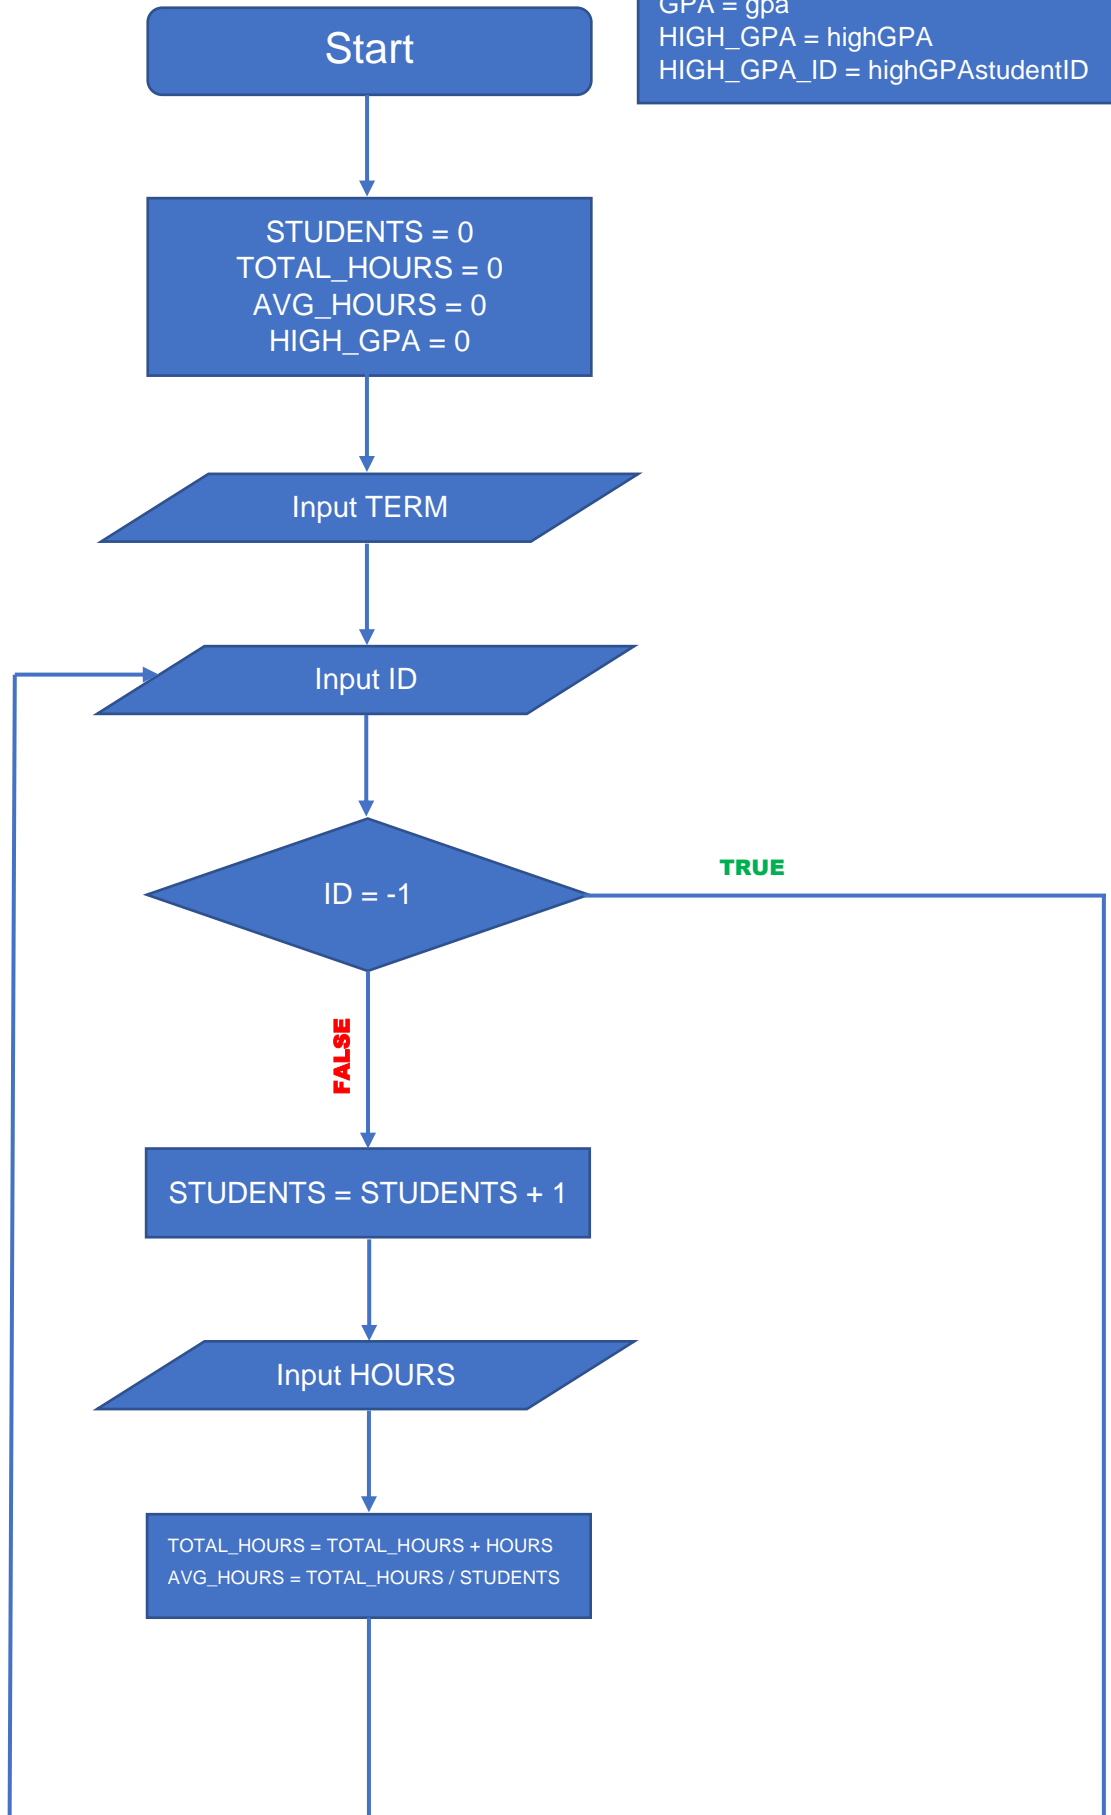 Start
GPA = gpa
HIGH_GPA = highGPA
HIGH_GPA_ID = highGPAstudentID
STUDENTS = 0
TOTAL_HOURS = 0
AVG_HOURS = 0
HIGH_GPA = 0
Input TERM
Input ID
ID = -1
TRUE
FALSE
STUDENTS = STUDENTS + 1
Input HOURS
TOTAL_HOURS = TOTAL_HOURS + HOURS
AVG_HOURS = TOTAL_HOURS / STUDENTS